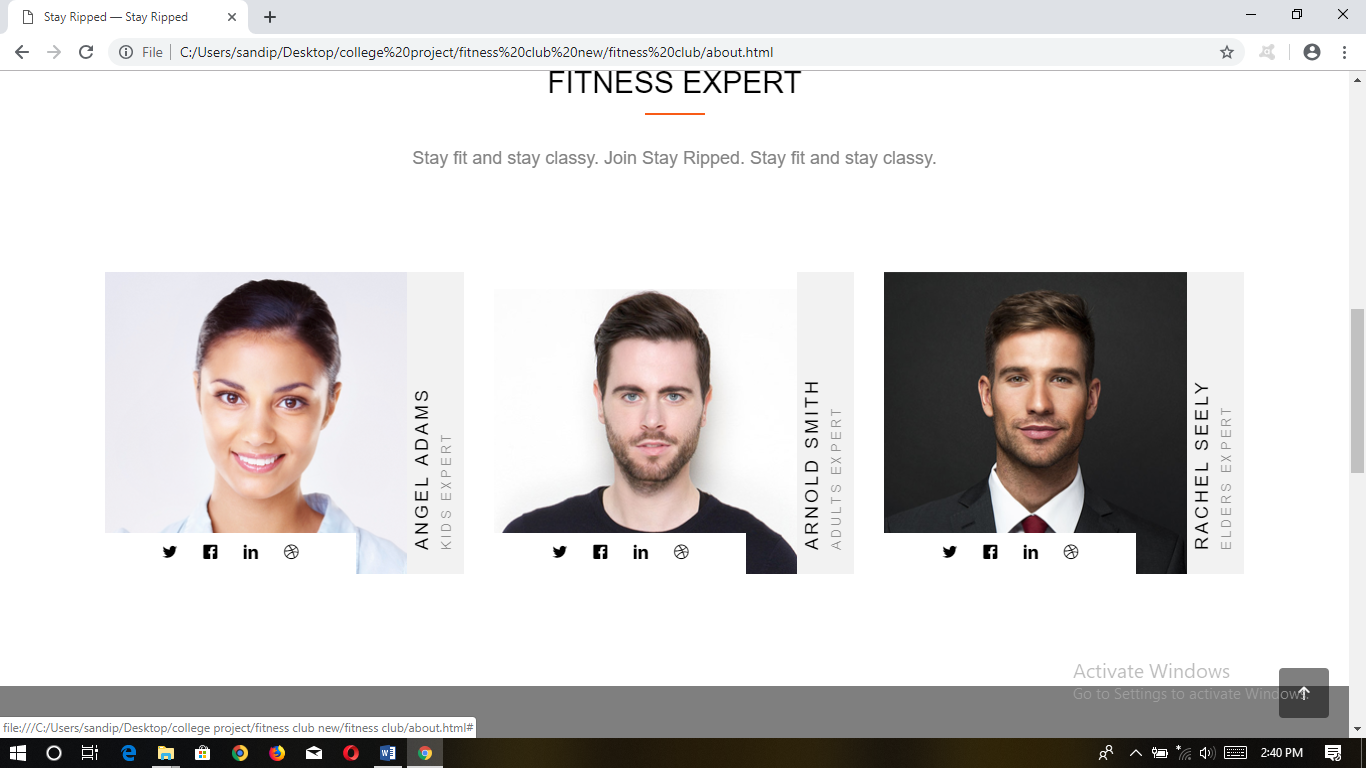 Stay Ripped — Stay Ripped
File
C:/Users/sandip/Desktop/college%20project/fitness%20club%20new/fitness%20club/about.html
FITNESS EXPERT
Stay fit and stay classy. Join Stay Ripped. Stay fit and stay classy.
ANGEL ADAMS
KIDS EXPERT
ARNOLD SMITH
ADULTS EXPERT
RACHEL SEELY
ELDERS EXPERT
Activate Windows
Go to Settings to activate Windows.
file:///C:/Users/sandip/Desktop/college project/fitness club new/fitness club/about.html#
2:40 PM